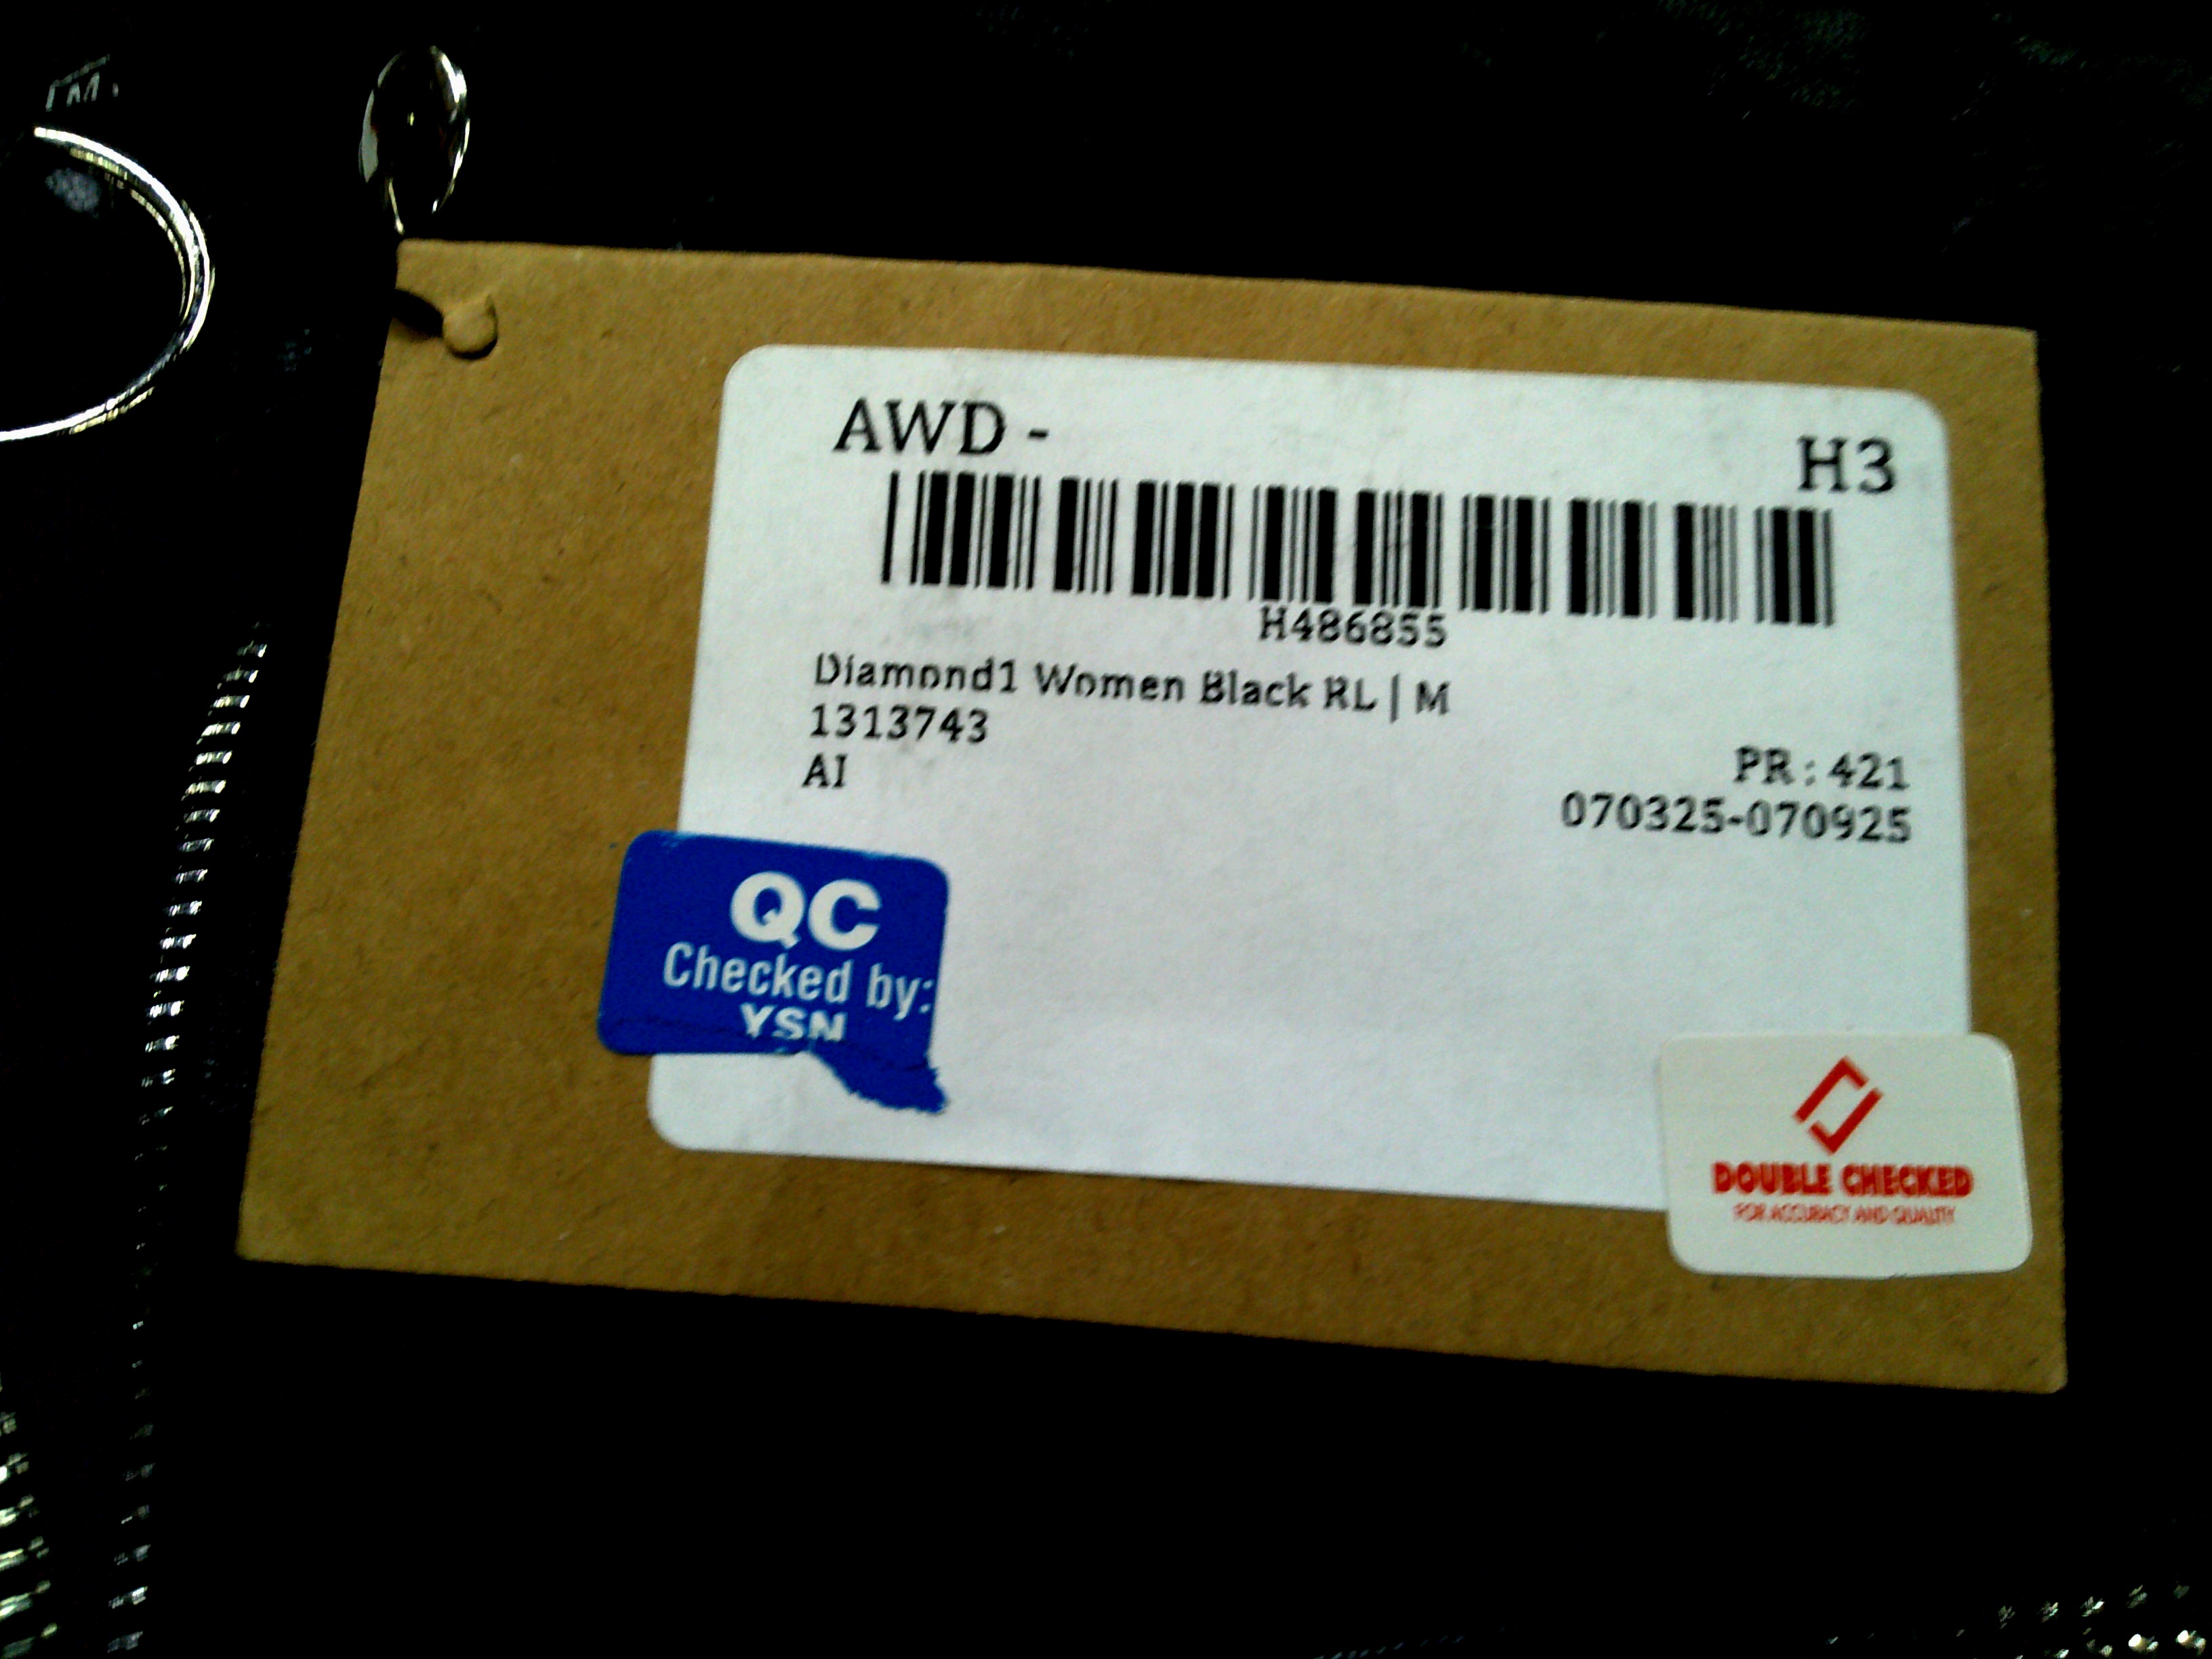 TM.
AWD - H3
H486855
Diamond1 Women Black RL | M
1313743
AI
PR : 421
070325-070925
QC
Checked by:
YSN
DOUBLE CHECKED
FOR ACCURACY AND QUALITY